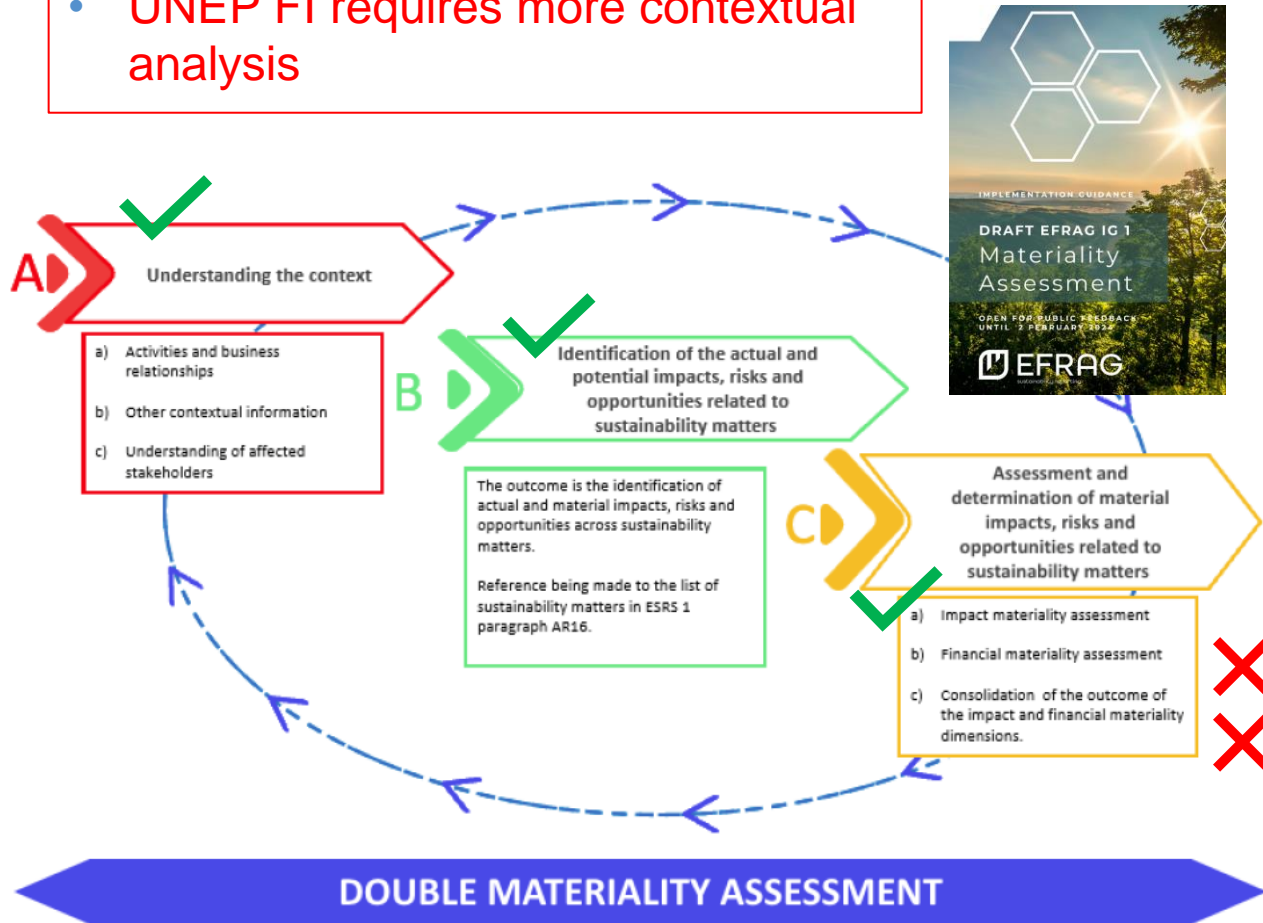 • UNEP FI requires more contextual
analysis
IMPLEMENTATION GUIDANCE
DRAFT EFRAG IG 1
Materiality
Assessment
OPEN FOR PUBLIC FEEDBACK
UNTIL 2 FEBRUARY 2024
EFRAG
A
Understanding the context
a) Activities and business
relationships
b) Other contextual information
c) Understanding of affected
stakeholders
B
Identification of the actual and
potential impacts, risks and
opportunities related to
sustainability matters
The outcome is the identification of
actual and material impacts, risks and
opportunities across sustainability
matters.
Reference being made to the list of
sustainability matters in ESRS 1
paragraph AR16.
C
Assessment and
determination of material
impacts, risks and
opportunities related to
sustainability matters
a) Impact materiality assessment
b) Financial materiality assessment
c) Consolidation of the outcome of
the impact and financial materiality
dimensions.
DOUBLE MATERIALITY ASSESSMENT